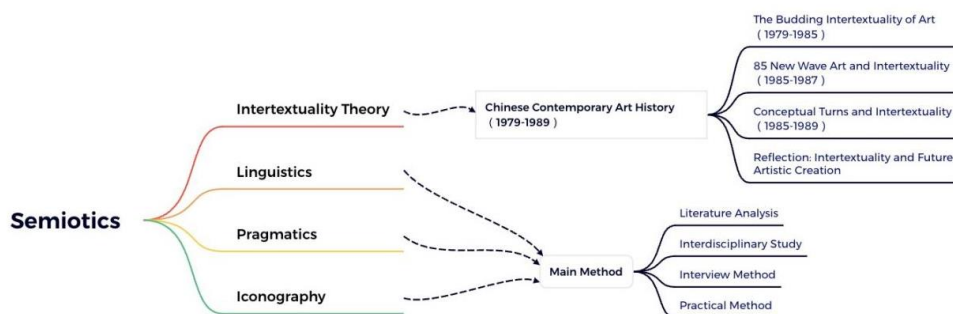 Semiotics
Intertextuality Theory
Linguistics
Pragmatics
Iconography
Chinese Contemporary Art History
（1979-1989）
The Budding Intertextuality of Art
（1979-1985）
85 New Wave Art and Intertextuality
（1985-1987）
Conceptual Turns and Intertextuality
（1985-1989）
Reflection: Intertextuality and Future
Artistic Creation
Main Method
Literature Analysis
Interdisciplinary Study
Interview Method
Practical Method